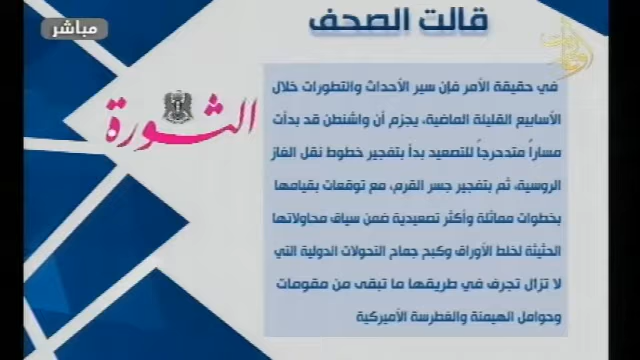 قالت الصحف
مباشر
الثورة
في حقيقة الأمر فإن سير الأحداث والتطورات خلال
الأسابيع القليلة الماضية، يجزم أن واشنطن قد بدأت
مساراً متدحرجاً للتصعيد بدأ بتفجير خطوط نقل الغاز
الروسية، ثم بتفجير جسر القرم، مع توقعات بقيامها
بخطوات مماثلة وأكثر تصعيدية ضمن سياق محاولاتها
الحثيثة لخلط الأوراق وكبح جماح التحولات الدولية التي
لا تزال تجرف في طريقها ما تبقى من مقومات
وحوامل الهيمنة والغطرسة الأميركية